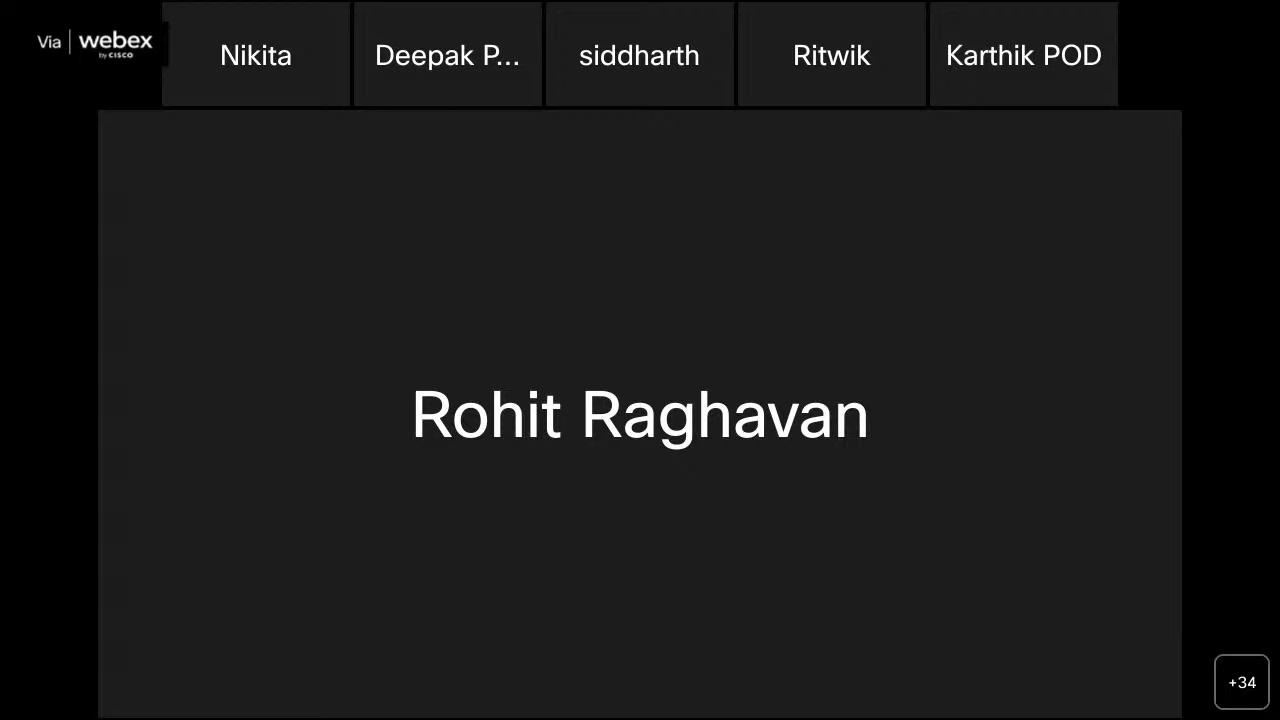 Via | webex
by CISCO
Nikita
Deepak P...
siddharth
Ritwik
Karthik POD
Rohit Raghavan
+34